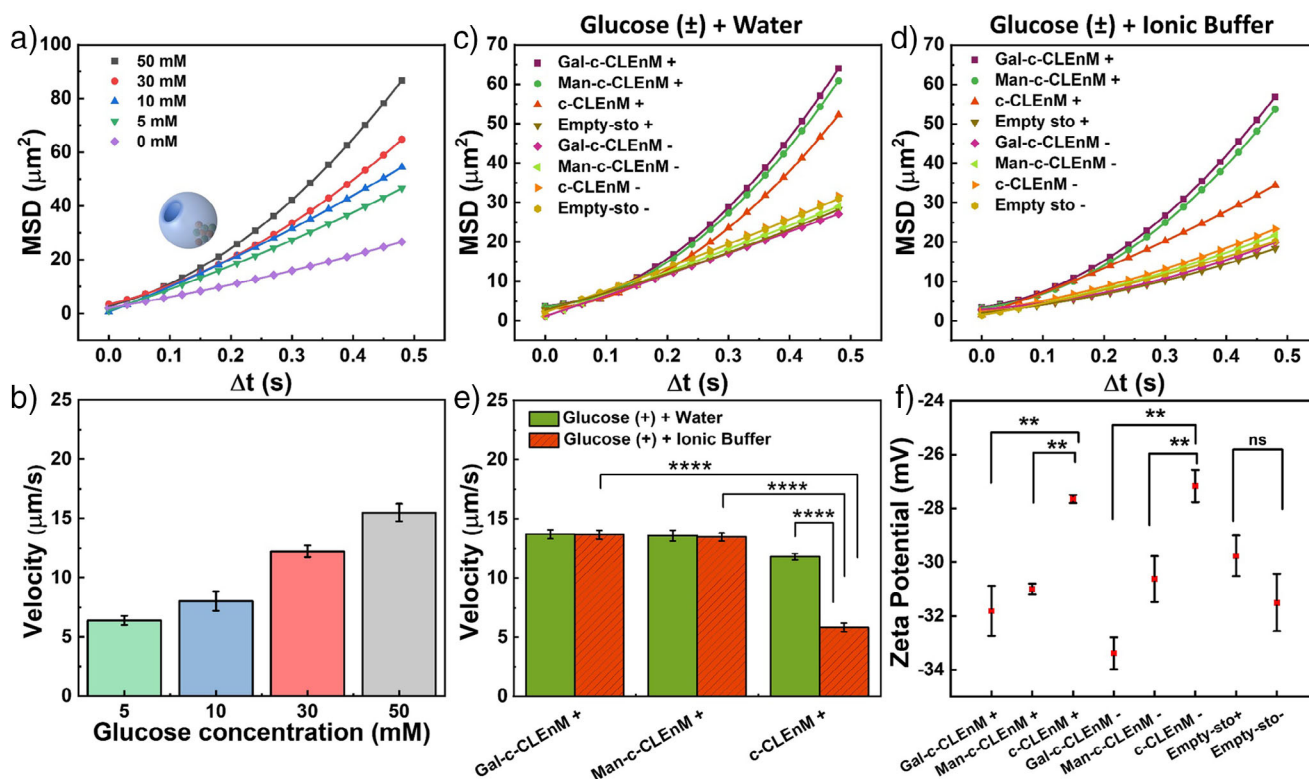 a)
MSD (μm²)
100
80
60
40
20
0
50 mM
30 mM
10 mM
5 mM
0 mM
0.0 0.1 0.2 0.3 0.4 0.5
Δt (s)
Glucose (±) + Water
c)
MSD (μm²)
70
60
50
40
30
20
10
0
Gal-c-CLEnM +
Man-c-CLEnM +
c-CLEnM +
Empty-sto +
Gal-c-CLEnM -
Man-c-CLEnM -
c-CLEnM -
Empty-sto -
0.0 0.1 0.2 0.3 0.4 0.5
Δt (s)
Glucose (±) + Ionic Buffer
d)
MSD (μm²)
70
60
50
40
30
20
10
0
Gal-c-CLEnM +
Man-c-CLEnM +
c-CLEnM +
Empty sto +
Gal-c-CLEnM -
Man-c-CLEnM -
c-CLEnM -
Empty sto -
0.0 0.1 0.2 0.3 0.4 0.5
Δt (s)
b)
Velocity (μm/s)
25
20
15
10
5
0
5 10 30 50
Glucose concentration (mM)
e)
Velocity (μm/s)
25
20
15
10
5
0
Glucose (+) + Water
Glucose (+) + Ionic Buffer
****
****
****
Gal-c-CLEnM +
Man-c-CLEnM +
c-CLEnM +
f)
Zeta Potential (mV)
-24
-26
-28
-30
-32
-34
**
**
**
**
ns
Gal-c-CLEnM +
Man-c-CLEnM +
c-CLEnM +
Gal-c-CLEnM -
Man-c-CLEnM -
c-CLEnM -
Empty-sto+
Empty-sto-